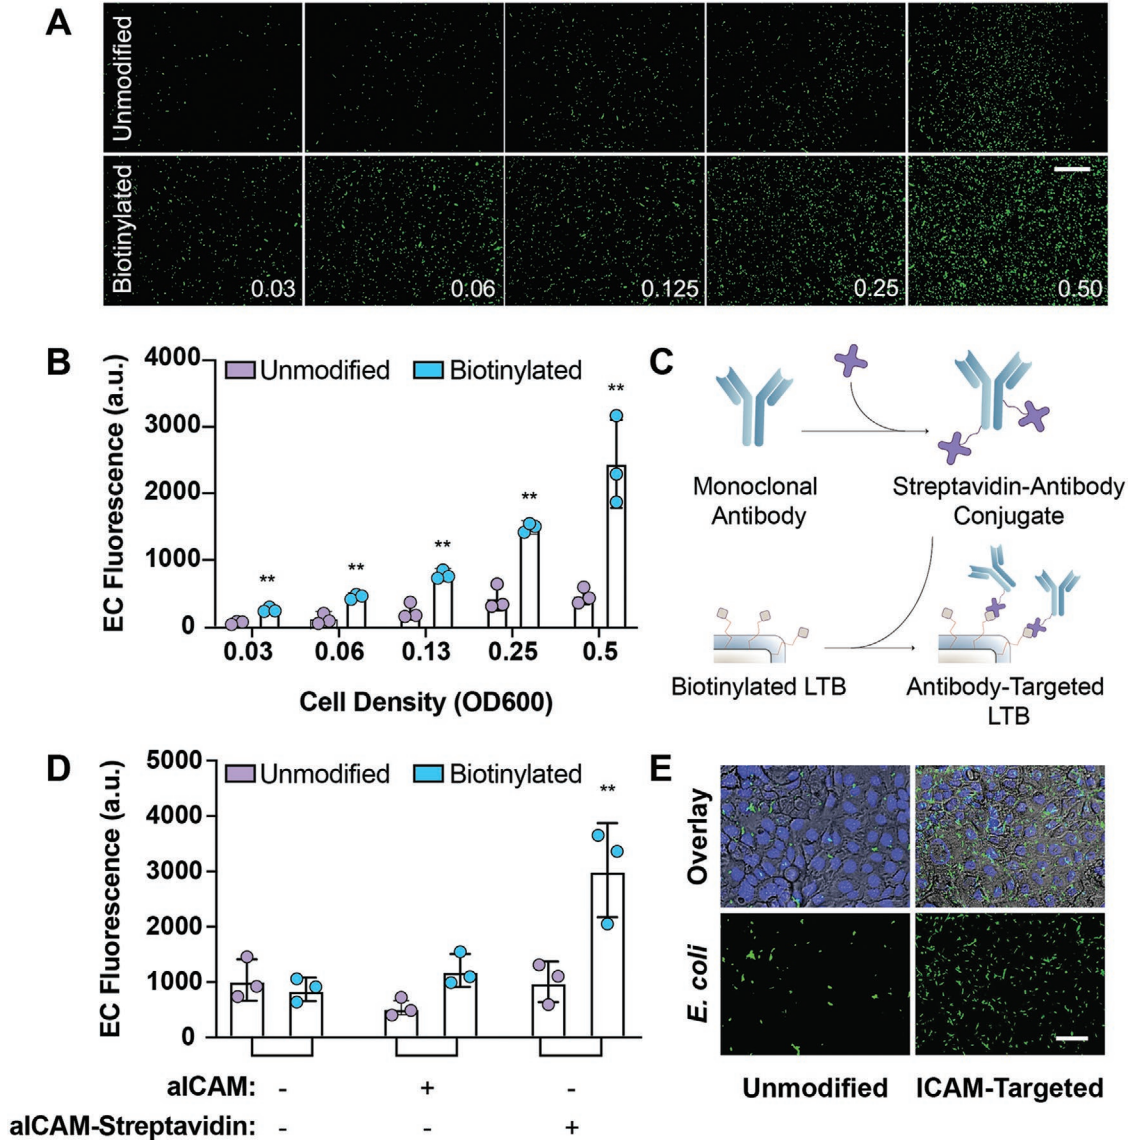 A
Unmodified
Biotinylated
0.03
0.06
0.125
0.25
0.50
B
EC Fluorescence (a.u.)
4000
3000
2000
1000
0
Unmodified
Biotinylated
**
**
**
**
**
0.03
0.06
0.13
0.25
0.5
Cell Density (OD600)
C
Monoclonal
Antibody
Streptavidin-Antibody
Conjugate
Biotinylated LTB
Antibody-Targeted
LTB
D
EC Fluorescence (a.u.)
5000
4000
3000
2000
1000
0
Unmodified
Biotinylated
**
aICAM: - + -
aICAM-Streptavidin: - - +
E
Overlay
E. coli
Unmodified
ICAM-Targeted